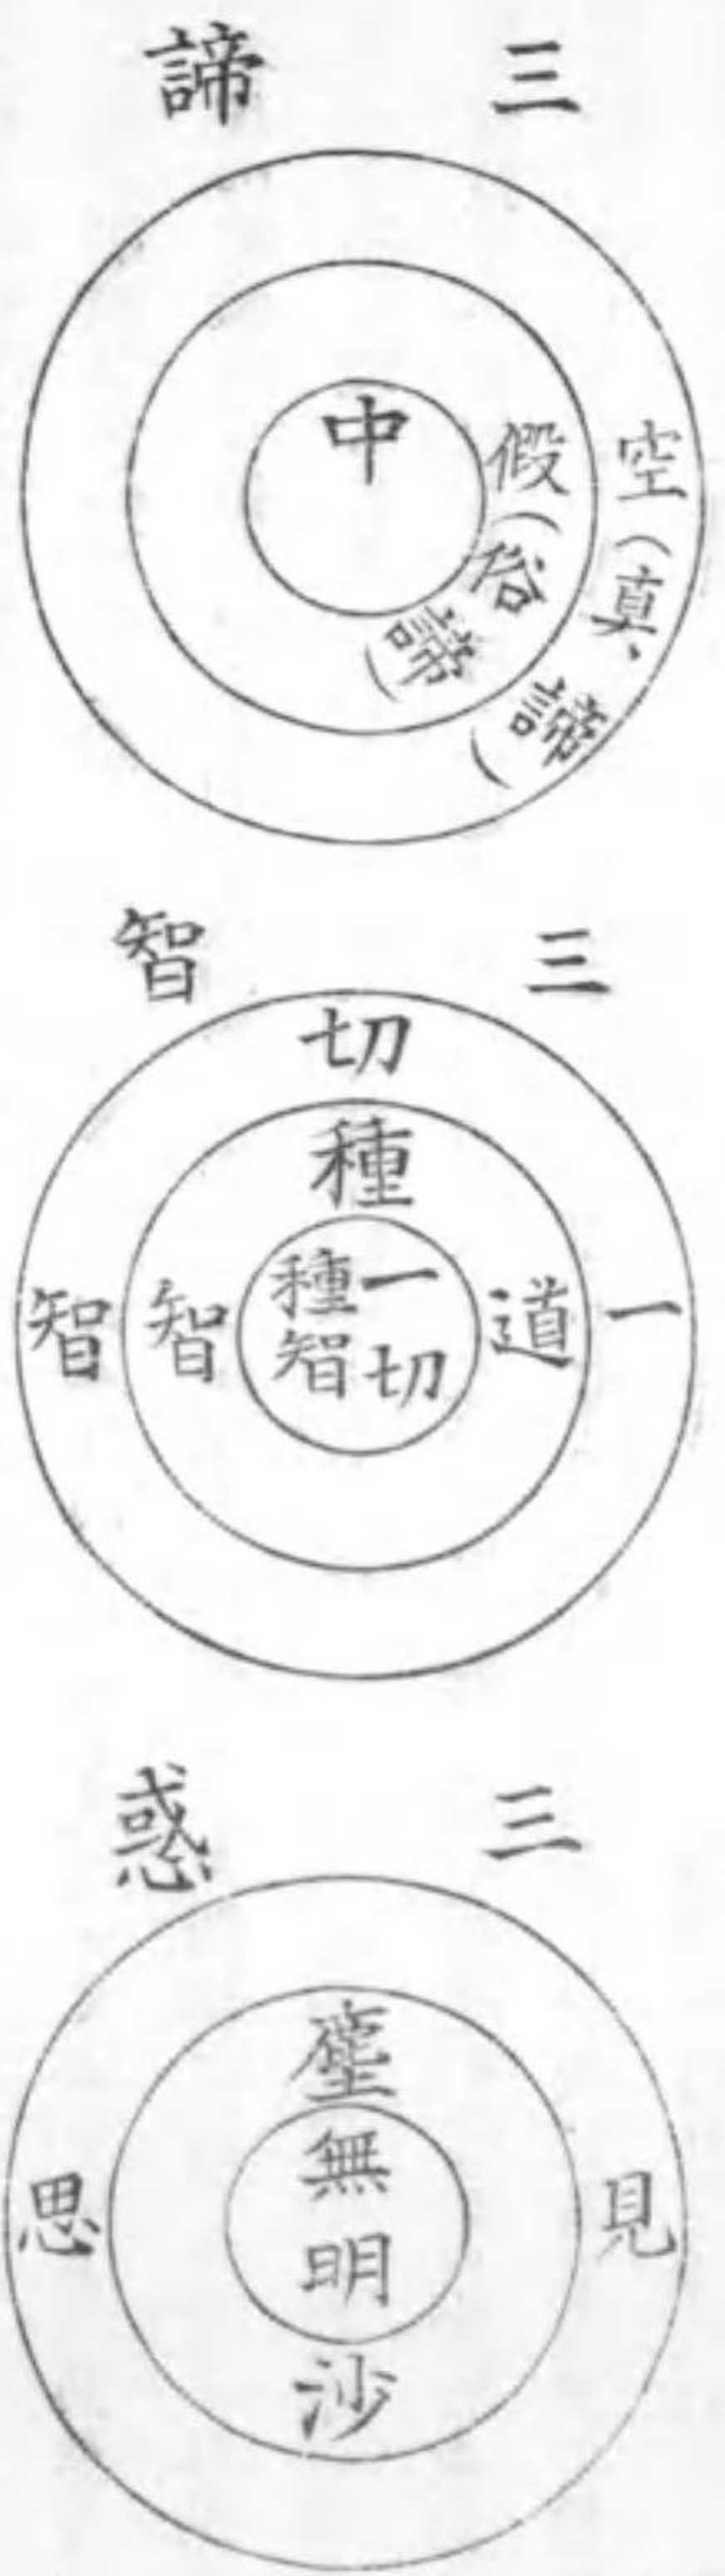 三諦
空(真諦)
假(俗諦)
中
三智
一切智
道種智
一切種智
三惑
見思
塵沙
無明